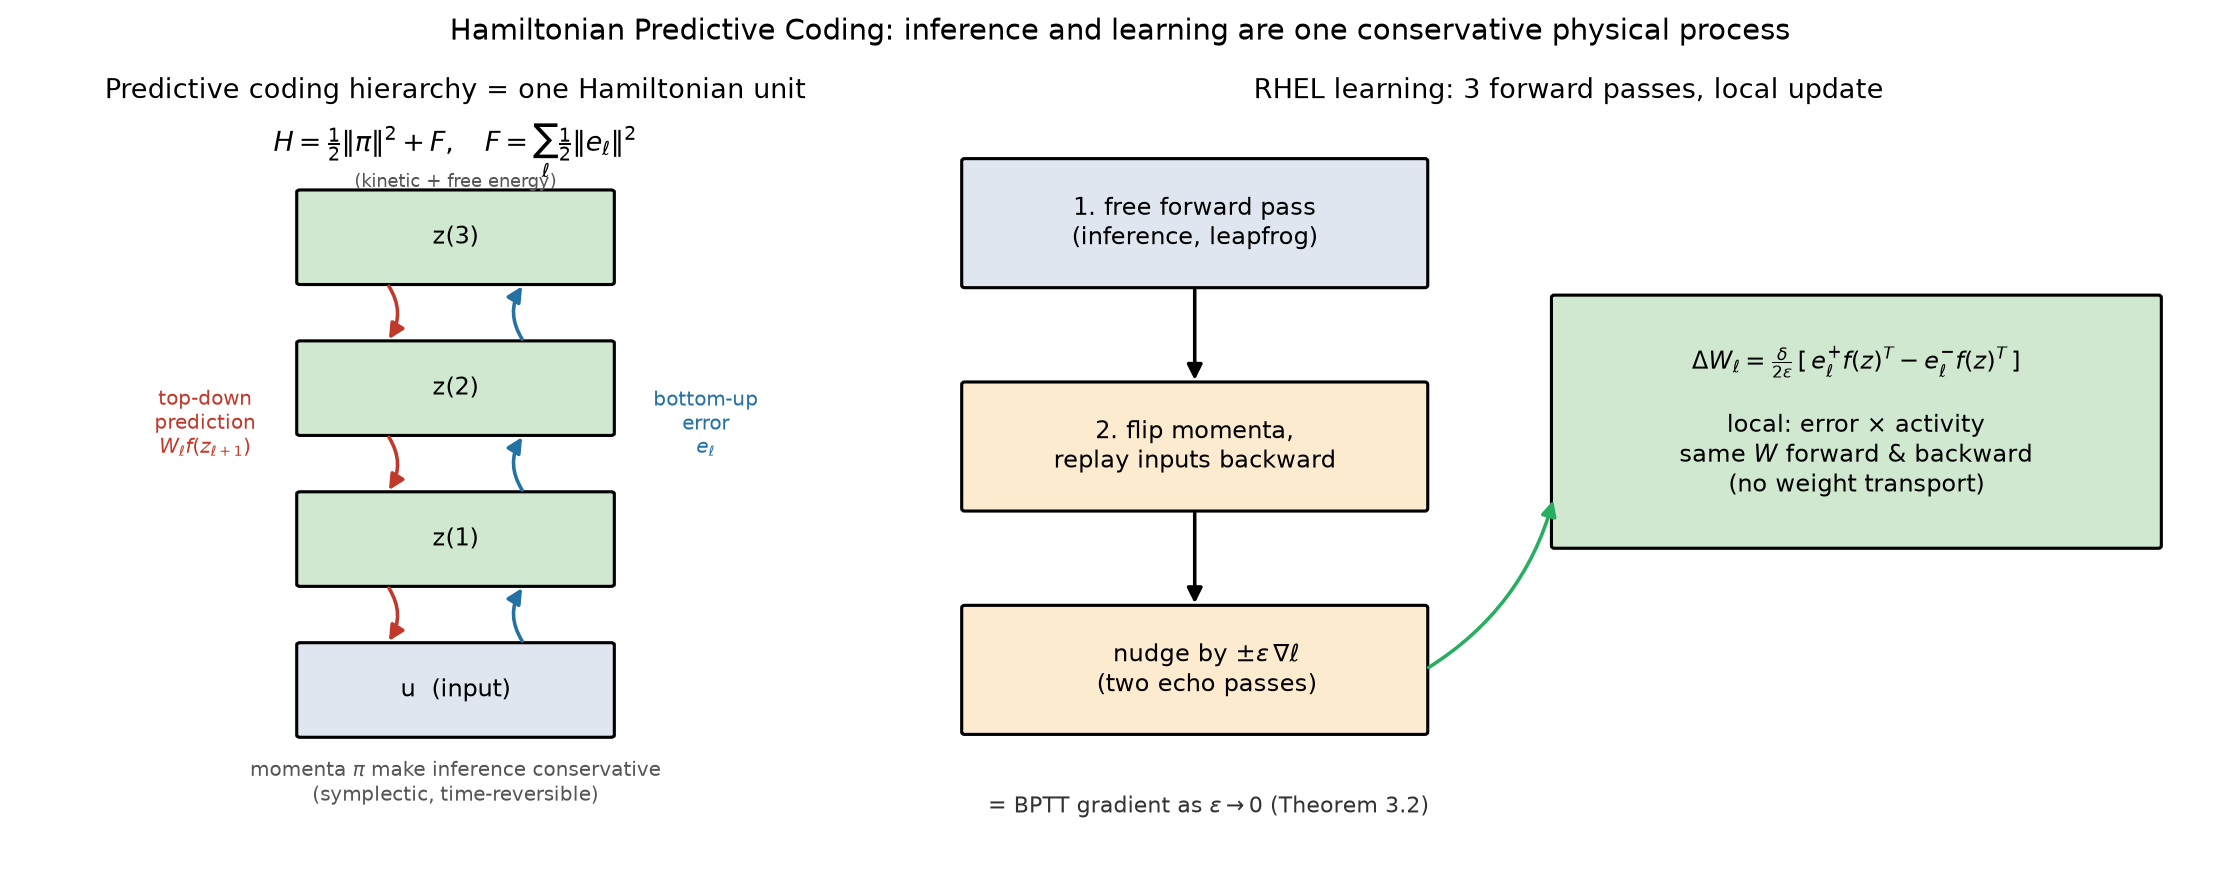 Hamiltonian Predictive Coding: inference and learning are one conservative physical process
Predictive coding hierarchy = one Hamiltonian unit
H = ½‖π‖² + F,   F = ∑_ℓ ½‖e_ℓ‖²
(kinetic + free energy)
z(3)
z(2)
top-down
prediction
W_ℓ f(z_{ℓ+1})
bottom-up
error
e_ℓ
z(1)
u (input)
momenta π make inference conservative
(symplectic, time-reversible)
RHEL learning: 3 forward passes, local update
1. free forward pass
(inference, leapfrog)
2. flip momenta,
replay inputs backward
nudge by ±ε ∇ℓ
(two echo passes)
ΔW_ℓ = δ/2ε [ e_ℓ^+ f(z)^T − e_ℓ^− f(z)^T ]
local: error × activity
same W forward & backward
(no weight transport)
= BPTT gradient as ε → 0 (Theorem 3.2)